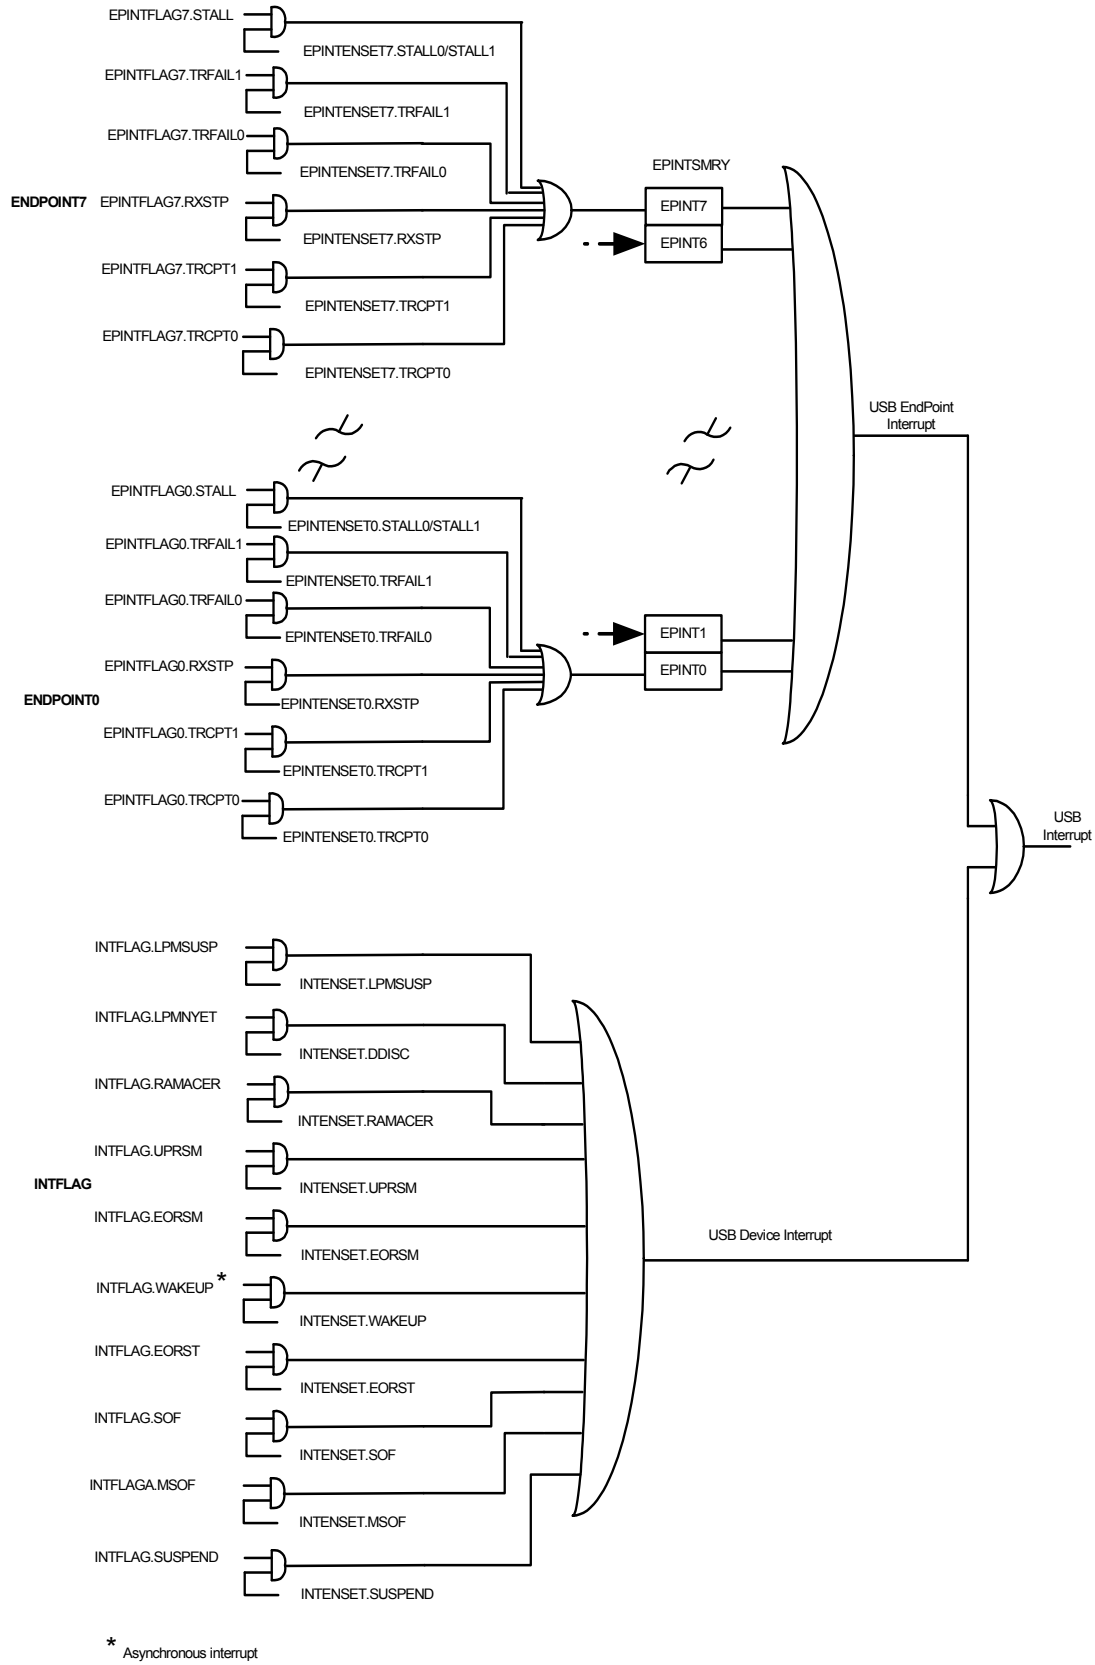 EPINTFLAG7.STALL
EPINTENSET7.STALL0/STALL1
EPINTFLAG7.TRFAIL1
EPINTENSET7.TRFAIL1
EPINTFLAG7.TRFAIL0
EPINTENSET7.TRFAIL0
ENDPOINT7 EPINTFLAG7.RXSTP
EPINTENSET7.RXSTP
EPINTFLAG7.TRCPT1
EPINTENSET7.TRCPT1
EPINTFLAG7.TRCPT0
EPINTENSET7.TRCPT0
EPINTSMRY
EPINT7
EPINT6
USB EndPoint
Interrupt
EPINTFLAG0.STALL
EPINTENSET0.STALL0/STALL1
EPINTFLAG0.TRFAIL1
EPINTENSET0.TRFAIL1
EPINTFLAG0.TRFAIL0
EPINTENSET0.TRFAIL0
EPINTFLAG0.RXSTP
ENDPOINT0
EPINTENSET0.RXSTP
EPINTFLAG0.TRCPT1
EPINTENSET0.TRCPT1
EPINTFLAG0.TRCPT0
EPINTENSET0.TRCPT0
EPINT1
EPINT0
USB
Interrupt
INTFLAG.LPMSUSP
INTENSET.LPMSUSP
INTFLAG.LPMNYET
INTENSET.DDISC
INTFLAG.RAMACER
INTENSET.RAMACER
INTFLAG.UPRSM
INTFLAG
INTENSET.UPRSM
INTFLAG.EORSM
INTENSET.EORSM
INTFLAG.WAKEUP *
INTENSET.WAKEUP
INTFLAG.EORST
INTENSET.EORST
INTFLAG.SOF
INTENSET.SOF
INTFLAGA.MSOF
INTENSET.MSOF
INTFLAG.SUSPEND
INTENSET.SUSPEND
USB Device Interrupt
* Asynchronous interrupt